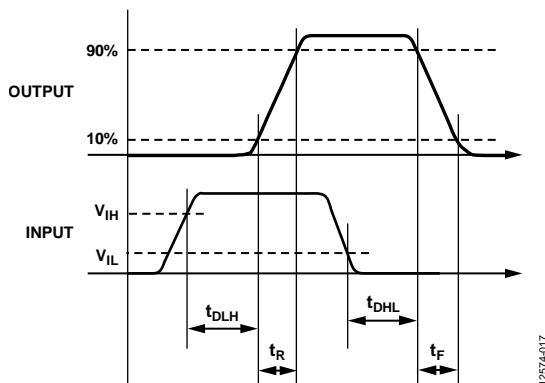 90%
OUTPUT
10%
VIH
INPUT
VIL
tDLH
tDHL
tR
tF
12574-017